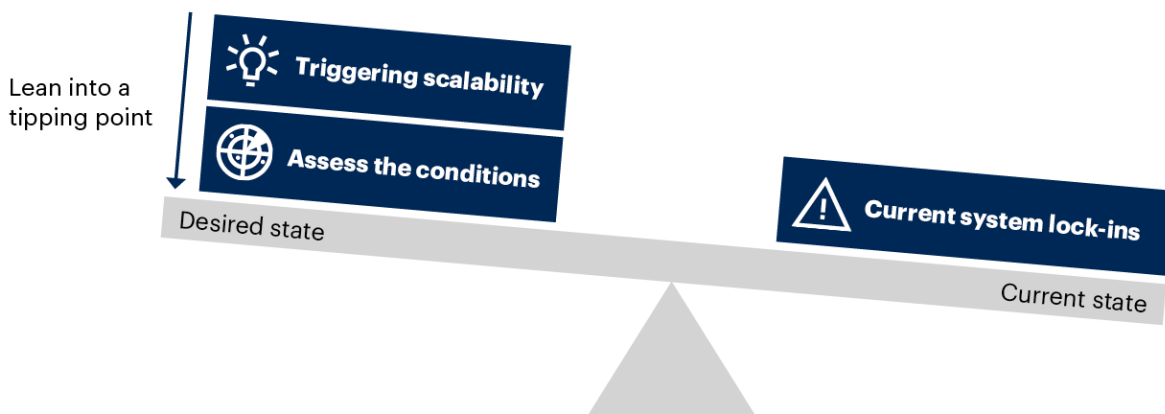 Lean into a
tipping point
Triggering scalability
Assess the conditions
Desired state
Current system lock-ins
Current state